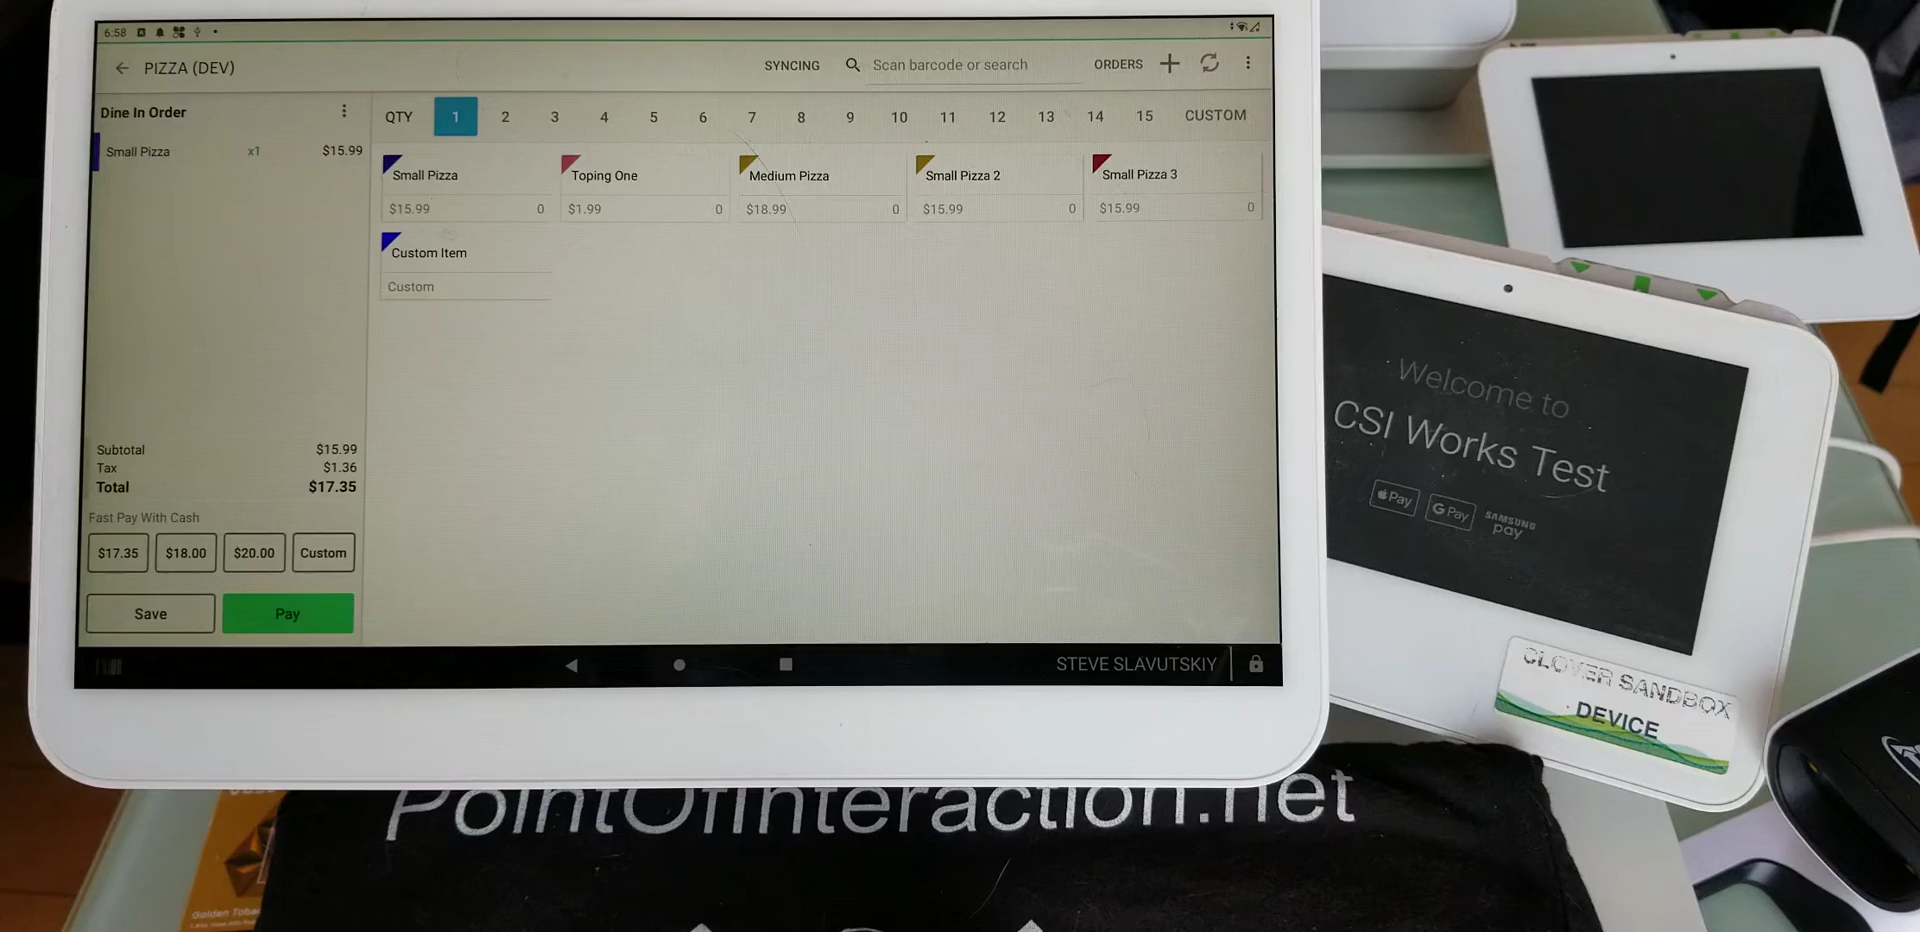 6:58
PIZZA (DEV)
SYNCING
Scan barcode or search
ORDERS
Dine In Order
Small Pizza x1 $15.99
QTY 1 2 3 4 5 6 7 8 9 10 11 12 13 14 15 CUSTOM
Small Pizza
$15.99 0
Toping One
$1.99 0
Medium Pizza
$18.99 0
Small Pizza 2
$15.99 0
Small Pizza 3
$15.99 0
Custom Item
Custom
Subtotal $15.99
Tax $1.36
Total $17.35
Fast Pay With Cash
$17.35 $18.00 $20.00 Custom
Save Pay
STEVE SLAVUTSKIY
Welcome to
CSI Works Test
Pay
G Pay
SAMSUNG
pay
CLOVER SANDBOX
DEVICE
PointOfInteraction.net
Golden